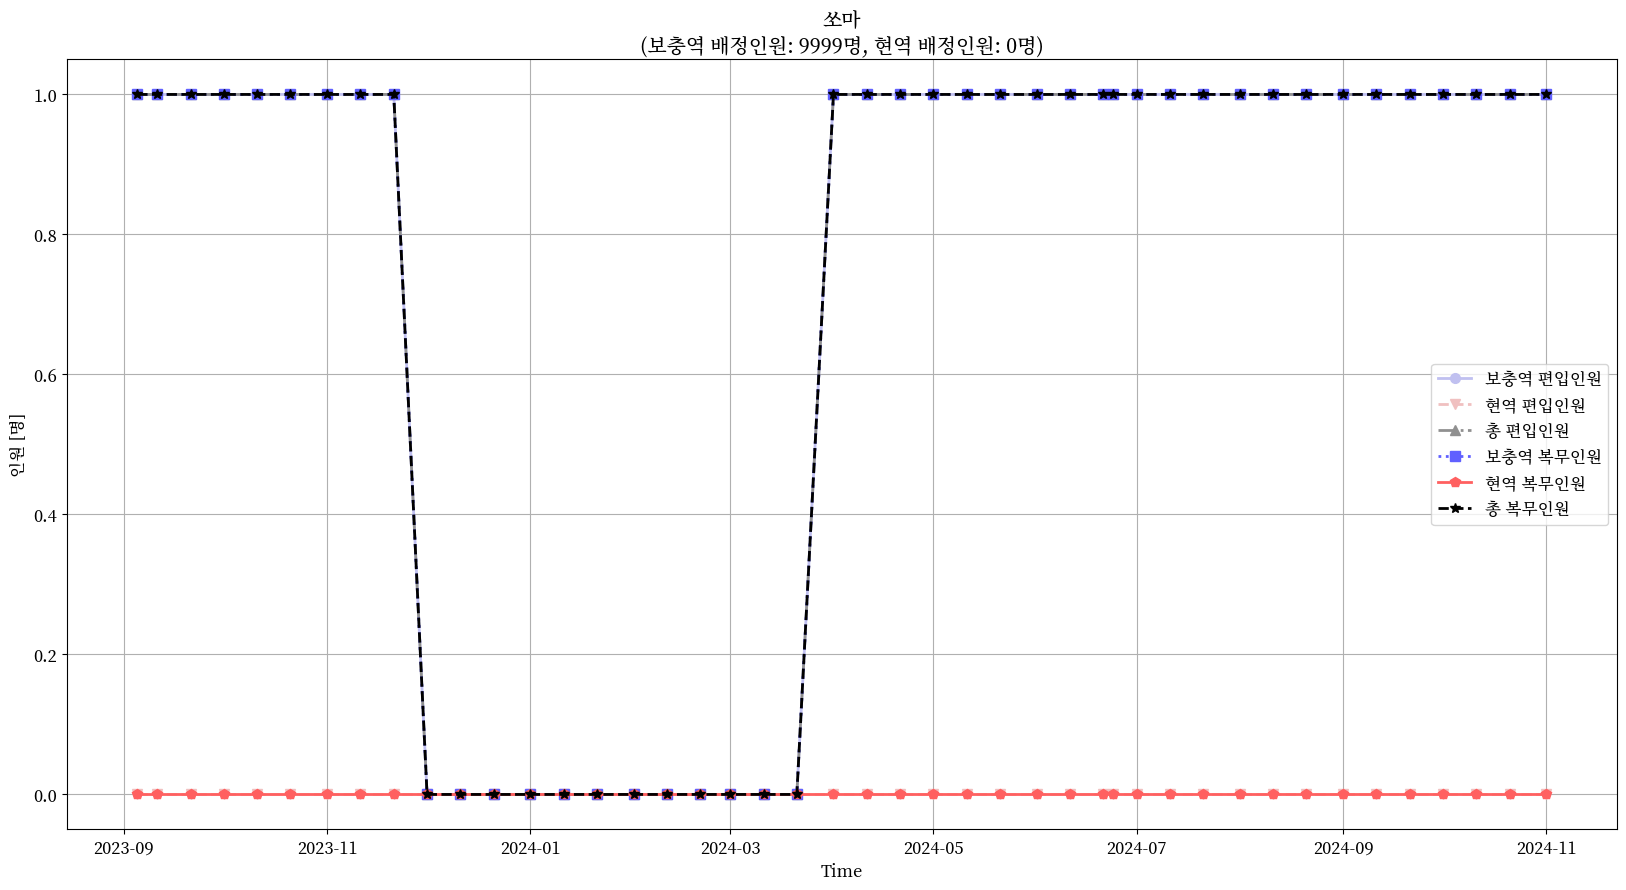 쏘마
(보충역 배정인원: 9999명, 현역 배정인원: 0명)
1.0
0.8
0.6
0.4
0.2
0.0
인원 [명]
보충역 편입인원
현역 편입인원
총 편입인원
보충역 복무인원
현역 복무인원
총 복무인원
2023-09 2023-11 2024-01 2024-03 2024-05 2024-07 2024-09 2024-11
Time